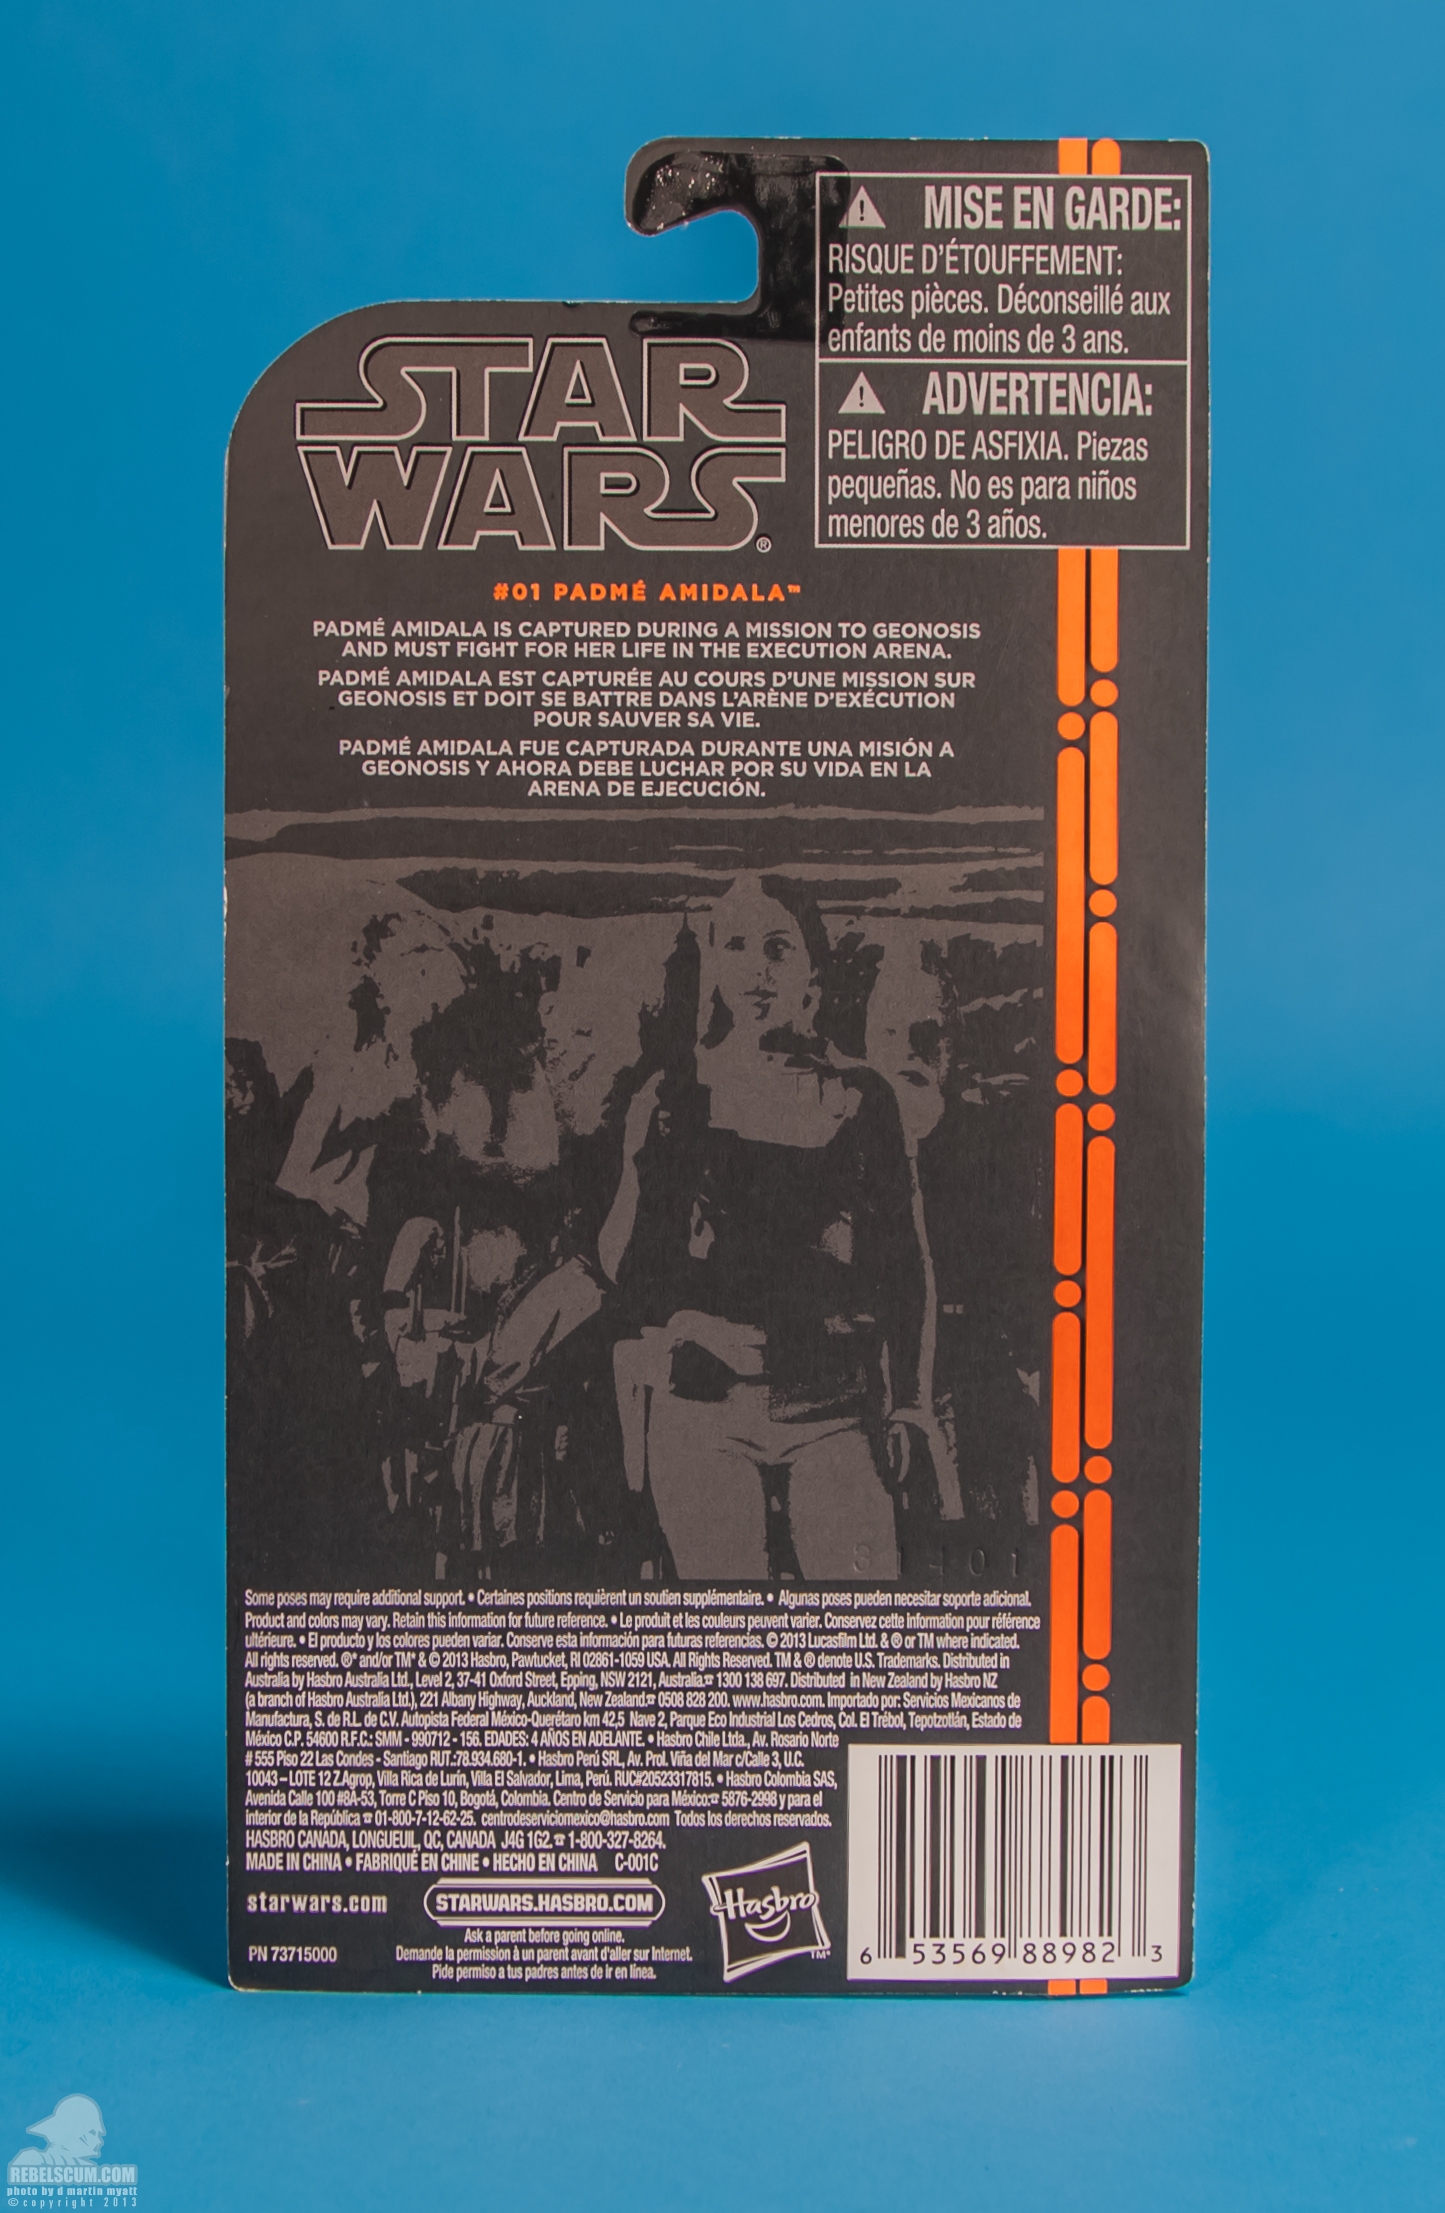 MISE EN GARDE:
RISQUE D'ÉTOUFFEMENT:
Petites pièces. Déconseillé aux
enfants de moins de 3 ans.
ADVERTENCIA:
PELIGRO DE ASFIXIA. Piezas
pequeñas. No es para niños
menores de 3 años.
STAR
WARS®
#01 PADMÉ AMIDALA™
PADMÉ AMIDALA IS CAPTURED DURING A MISSION TO GEONOSIS
AND MUST FIGHT FOR HER LIFE IN THE EXECUTION ARENA.
PADMÉ AMIDALA EST CAPTURÉE AU COURS D'UNE MISSION SUR
GEONOSIS ET DOIT SE BATTRE DANS L'ARÈNE D'EXÉCUTION
POUR SAUVER SA VIE.
PADMÉ AMIDALA FUE CAPTURADA DURANTE UNA MISIÓN A
GEONOSIS Y AHORA DEBE LUCHAR POR SU VIDA EN LA
ARENA DE EJECUCIÓN.
Some poses may require additional support. • Certaines positions requièrent un soutien supplémentaire. • Algunas poses pueden necesitar soporte adicional.
Product and colors may vary. Retain this information for future reference. • Le produit et les couleurs peuvent varier. Conservez cette information pour référence
ultérieure. • El producto y los colores pueden variar. Conserve esta información para futuras referencias. © 2013 Lucasfilm Ltd. & ® or TM where indicated.
All rights reserved. ®* and/or TM* & © 2013 Hasbro, Pawtucket, RI 02861-1059 USA. All Rights Reserved. TM & ® denote U.S. Trademarks. Distributed in
Australia by Hasbro Australia Ltd., Level 2, 37-41 Oxford Street, Epping, NSW 2121, Australia.☎ 1300 138 697. Distributed in New Zealand by Hasbro NZ
(a branch of Hasbro Australia Ltd.), 221 Albany Highway, Auckland, New Zealand.☎ 0508 828 200. www.hasbro.com. Importado por: Servicios Mexicanos de
Manufactura, S. de R.L. de C.V. Autopista Federal México-Querétaro km 42,5 Nave 2, Parque Eco Industrial Los Cedros, Col. El Trébol, Tepotzotlán, Estado de
México C.P. 54600 R.F.C.: SMM - 990712 - 156. EDADES: 4 AÑOS EN ADELANTE. • Hasbro Chile Ltda., Av. Rosario Norte
# 555 Piso 22 Las Condes - Santiago RUT.:78.934.680-1. • Hasbro Perú SRL, Av. Prol. Viña del Mar c/Calle 3, U.C.
10043 – LOTE 12 Z.Agrop, Villa Rica de Lurín, Villa El Salvador, Lima, Perú. RUC#20523317815. • Hasbro Colombia SAS,
Avenida Calle 100 #8A-53, Torre C Piso 10, Bogotá, Colombia. Centro de Servicio para México:☎ 5876-2998 y para el
interior de la República ☎ 01-800-7-12-62-25. centrodeserviciomexico@hasbro.com Todos los derechos reservados.
HASBRO CANADA, LONGUEUIL, QC, CANADA J4G 1G2. ☎ 1-800-327-8264.
MADE IN CHINA • FABRIQUÉ EN CHINE • HECHO EN CHINA C-001C
starwars.com
STARWARS.HASBRO.COM
Ask a parent before going online.
PN 73715000
Demande la permission à un parent avant d'aller sur Internet.
Pide permiso a tus padres antes de ir en línea.
Hasbro
TM*
6 53569 88982 3
REBELSCUM.COM
photo by d martin myatt
© copyright 2013